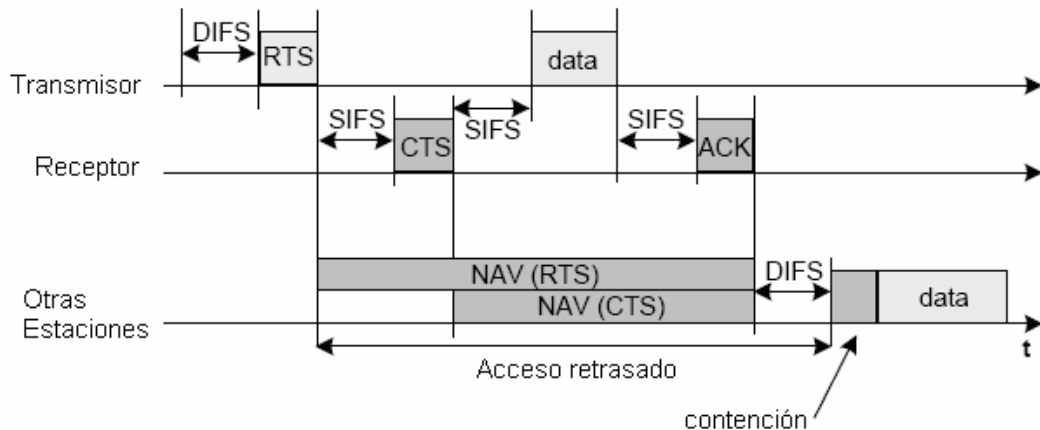 DIFS
RTS
data
Transmisor
SIFS
SIFS
SIFS
CTS
ACK
Receptor
NAV (RTS)
DIFS
NAV (CTS)
data
Otras
Estaciones
t
Acceso retrasado
contención